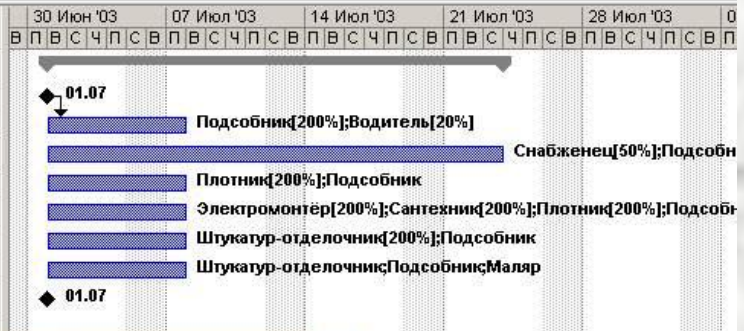 30 Июн '03 07 Июл '03 14 Июл '03 21 Июл '03 28 Июл '03 0
В П В С Ч П С В П В С Ч П С В П В С Ч П С В П В С Ч П С В П В С Ч П С В П
01.07
Подсобник[200%];Водитель[20%]
Снабженец[50%];Подсобн
Плотник[200%];Подсобник
Электромонтёр[200%];Сантехник[200%];Плотник[200%];Подсобн
Штукатур-отделочник[200%];Подсобник
Штукатур-отделочник;Подсобник;Маляр
01.07